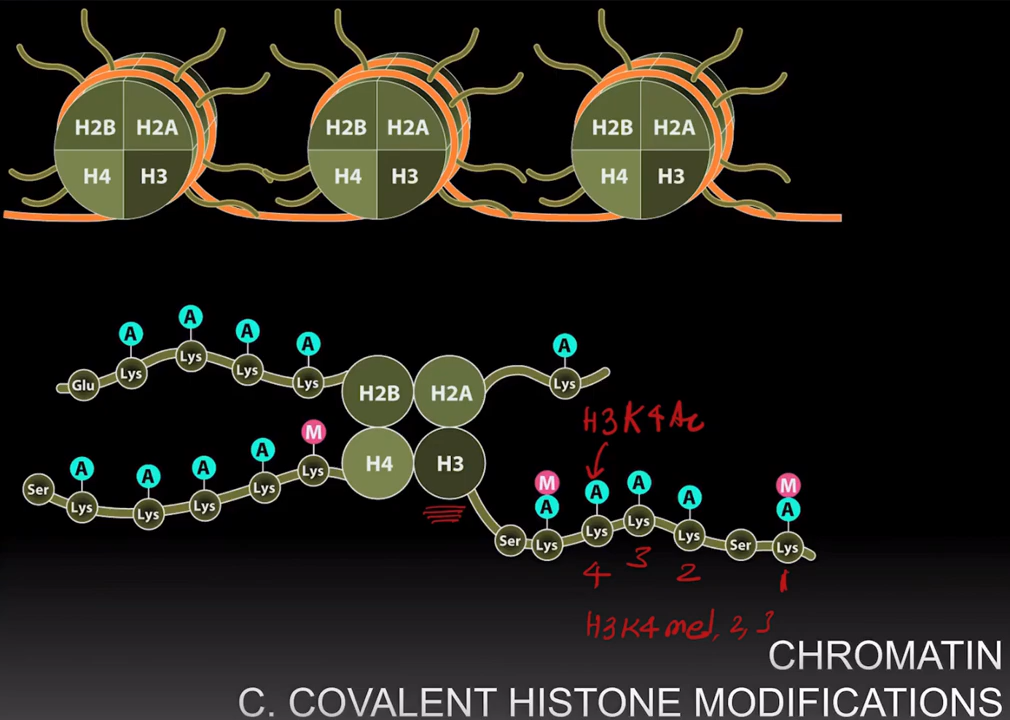 H2B H2A H2B H2A H2B H2A
H4 H3 H4 H3 H4 H3
A A A A A
Glu Lys Lys Lys Lys H2B H2A Lys
H3K4Ac
A A A A M H4 H3 M A A A A M A
Ser Lys Lys Lys Lys Lys Ser Lys Lys Lys Lys Ser Lys
4 3 2 1
H3K4 me1, 2, 3
CHROMATIN
C. COVALENT HISTONE MODIFICATIONS